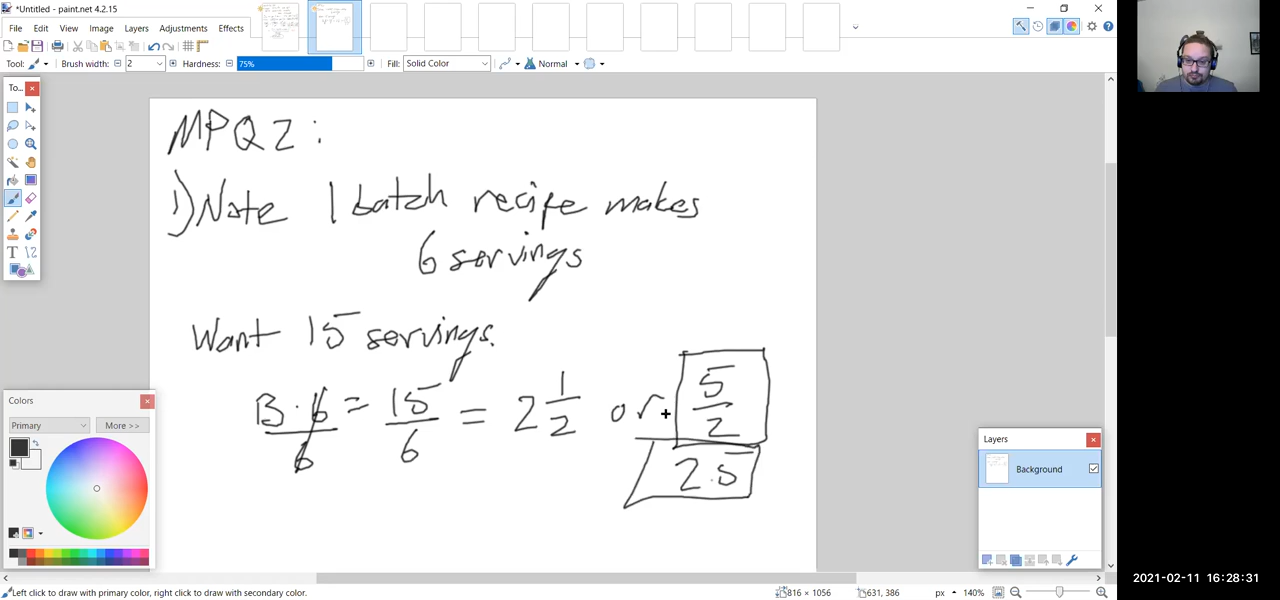 *Untitled - paint.net 4.2.15
File Edit View Image Layers Adjustments Effects
Tool: Brush width: 2 Hardness: 75% Fill: Solid Color Normal
To...
MPQ2:
1) Note 1 batch recipe makes
6 servings
Want 15 servings.
B · 6 / 6 = 15 / 6 = 2 1/2 or 5/2
2.5
Colors
Primary More >>
Layers
Background
Left click to draw with primary color, right click to draw with secondary color. 816 × 1056 631, 386 px 140%
2021-02-11 16:28:31